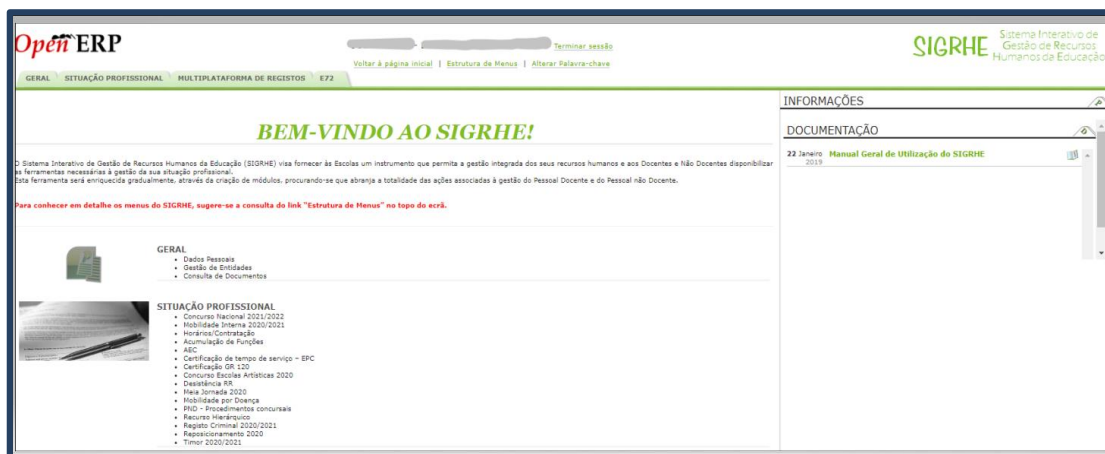 Open ERP
Terminar sessão
Voltar à página inicial | Estrutura de Menus | Alterar Palavra-chave
SIGRHE
Sistema Interativo de
Gestão de Recursos
Humanos da Educação
GERAL SITUAÇÃO PROFISSIONAL MULTIPLATAFORMA DE REGISTOS E72
BEM-VINDO AO SIGRHE!
O Sistema Interativo de Gestão de Recursos Humanos da Educação (SIGRHE) visa fornecer às Escolas um instrumento que permita a gestão integrada dos seus recursos humanos e aos Docentes e Não Docentes disponibilizar
as ferramentas necessárias à gestão da sua situação profissional.
Esta ferramenta será enriquecida gradualmente, através da criação de módulos, procurando-se que abranja a totalidade das ações associadas à gestão do Pessoal Docente e do Pessoal não Docente.
Para conhecer em detalhe os menus do SIGRHE, sugere-se a consulta do link "Estrutura de Menus" no topo do ecrã.
GERAL
• Dados Pessoais
• Gestão de Entidades
• Consulta de Documentos
SITUAÇÃO PROFISSIONAL
• Concurso Nacional 2021/2022
• Mobilidade Interna 2020/2021
• Horários/Contratação
• Acumulação de Funções
• AEC
• Certificação de tempo de serviço – EPC
• Certificação GR 120
• Concurso Escolas Artísticas 2020
• Desistência RR
• Meia Jornada 2020
• Mobilidade por Doença
• PND - Procedimentos concursais
• Recurso Hierárquico
• Registo Criminal 2020/2021
• Reposicionamento 2020
• Timor 2020/2021
INFORMAÇÕES
DOCUMENTAÇÃO
22 Janeiro Manual Geral de Utilização do SIGRHE
2019